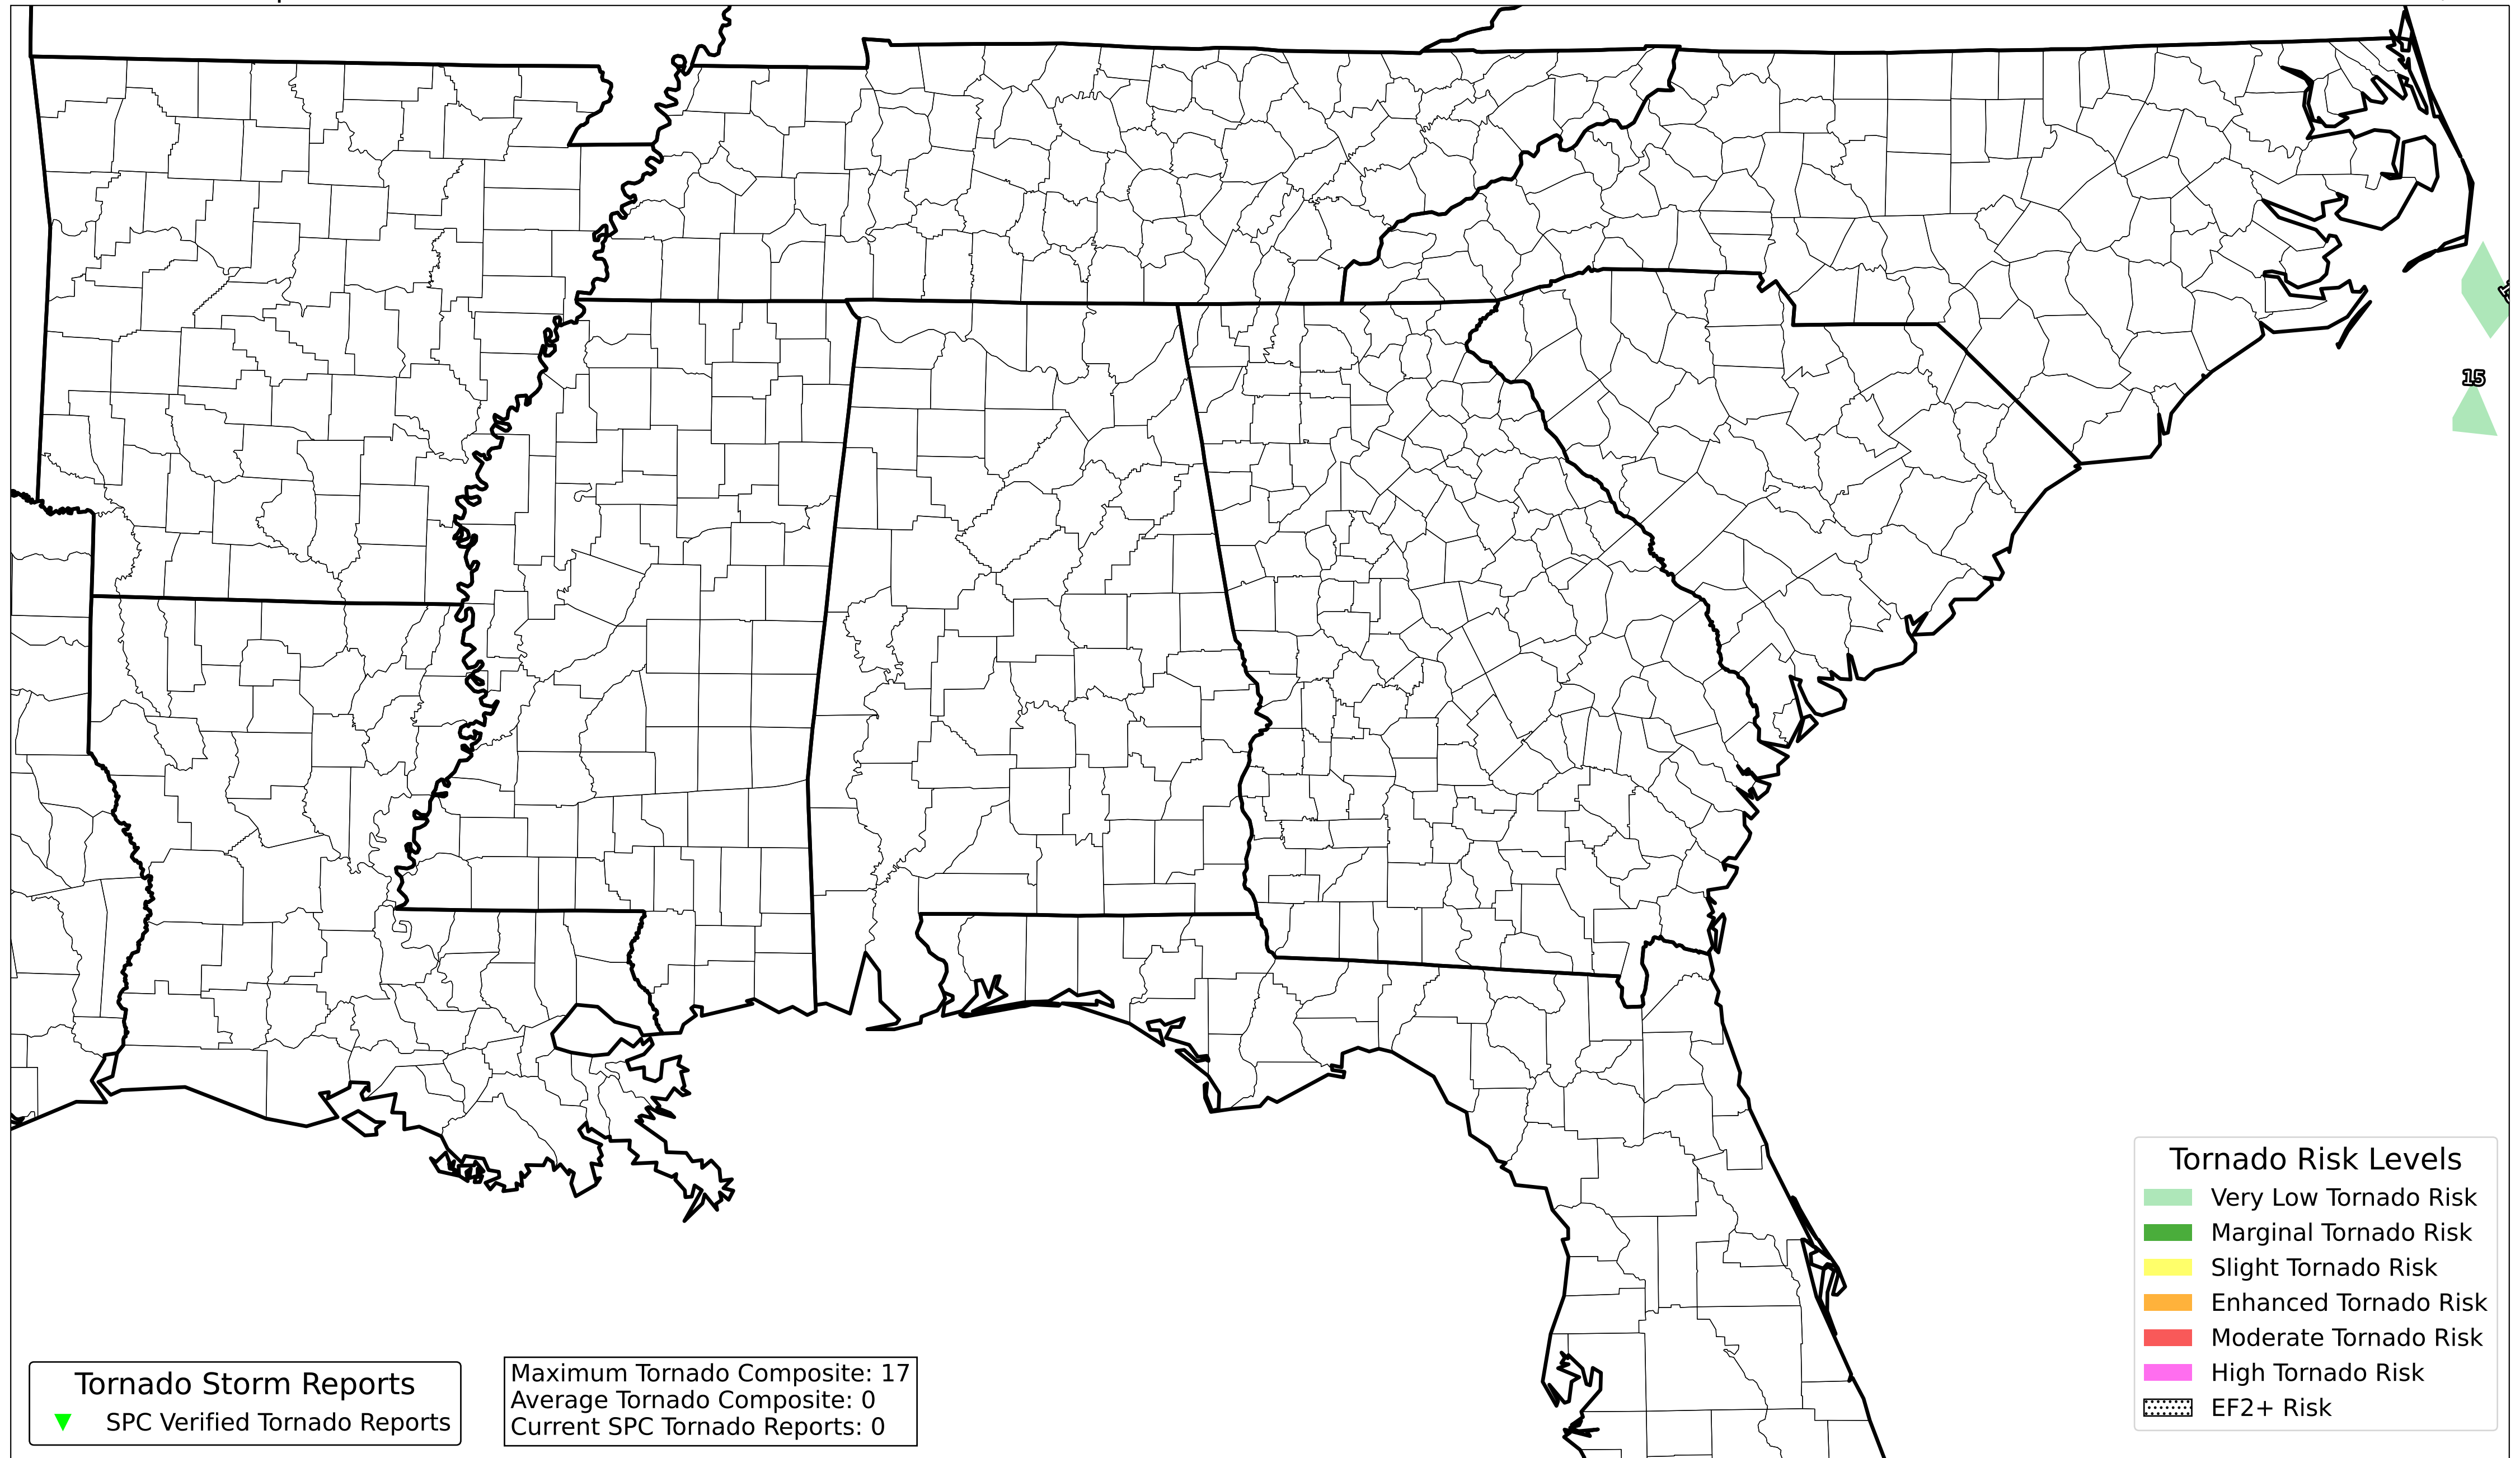 15
Tornado Risk Levels
Very Low Tornado Risk
Marginal Tornado Risk
Slight Tornado Risk
Enhanced Tornado Risk
Moderate Tornado Risk
High Tornado Risk
EF2+ Risk
Tornado Storm Reports
SPC Verified Tornado Reports
Maximum Tornado Composite: 17
Average Tornado Composite: 0
Current SPC Tornado Reports: 0